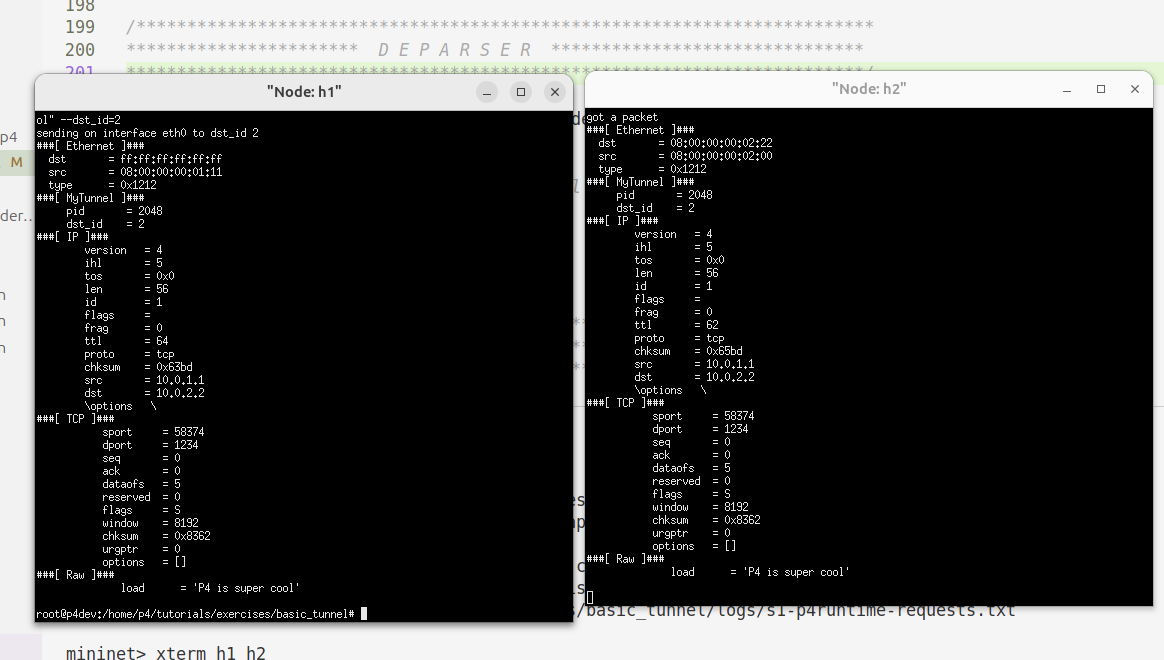 198
199 /*************************************************************************
200 *********************** D E P A R S E R *******************************
201 *************************************************************************/
p4
M
der..
"Node: h1"
ol" --dst_id=2
sending on interface eth0 to dst_id 2
###[ Ethernet ]###
dst = ff:ff:ff:ff:ff:ff
src = 08:00:00:00:01:11
type = 0x1212
###[ MyTunnel ]###
pid = 2048
dst_id = 2
###[ IP ]###
version = 4
ihl = 5
tos = 0x0
len = 56
id = 1
flags =
frag = 0
ttl = 64
proto = tcp
chksum = 0x63bd
src = 10.0.1.1
dst = 10.0.2.2
\options \
###[ TCP ]###
sport = 58374
dport = 1234
seq = 0
ack = 0
dataofs = 5
reserved = 0
flags = S
window = 8192
chksum = 0x8362
urgptr = 0
options = []
###[ Raw ]###
load = 'P4 is super cool'
root@p4dev:/home/p4/tutorials/exercises/basic_tunnel#
"Node: h2"
got a packet
###[ Ethernet ]###
dst = 08:00:00:00:02:22
src = 08:00:00:00:02:00
type = 0x1212
###[ MyTunnel ]###
pid = 2048
dst_id = 2
###[ IP ]###
version = 4
ihl = 5
tos = 0x0
len = 56
id = 1
flags =
frag = 0
ttl = 62
proto = tcp
chksum = 0x65bd
src = 10.0.1.1
dst = 10.0.2.2
\options \
###[ TCP ]###
sport = 58374
dport = 1234
seq = 0
ack = 0
dataofs = 5
reserved = 0
flags = S
window = 8192
chksum = 0x8362
urgptr = 0
options = []
###[ Raw ]###
load = 'P4 is super cool'
s/basic_tunnel/logs/s1-p4runtime-requests.txt
mininet> xterm h1 h2